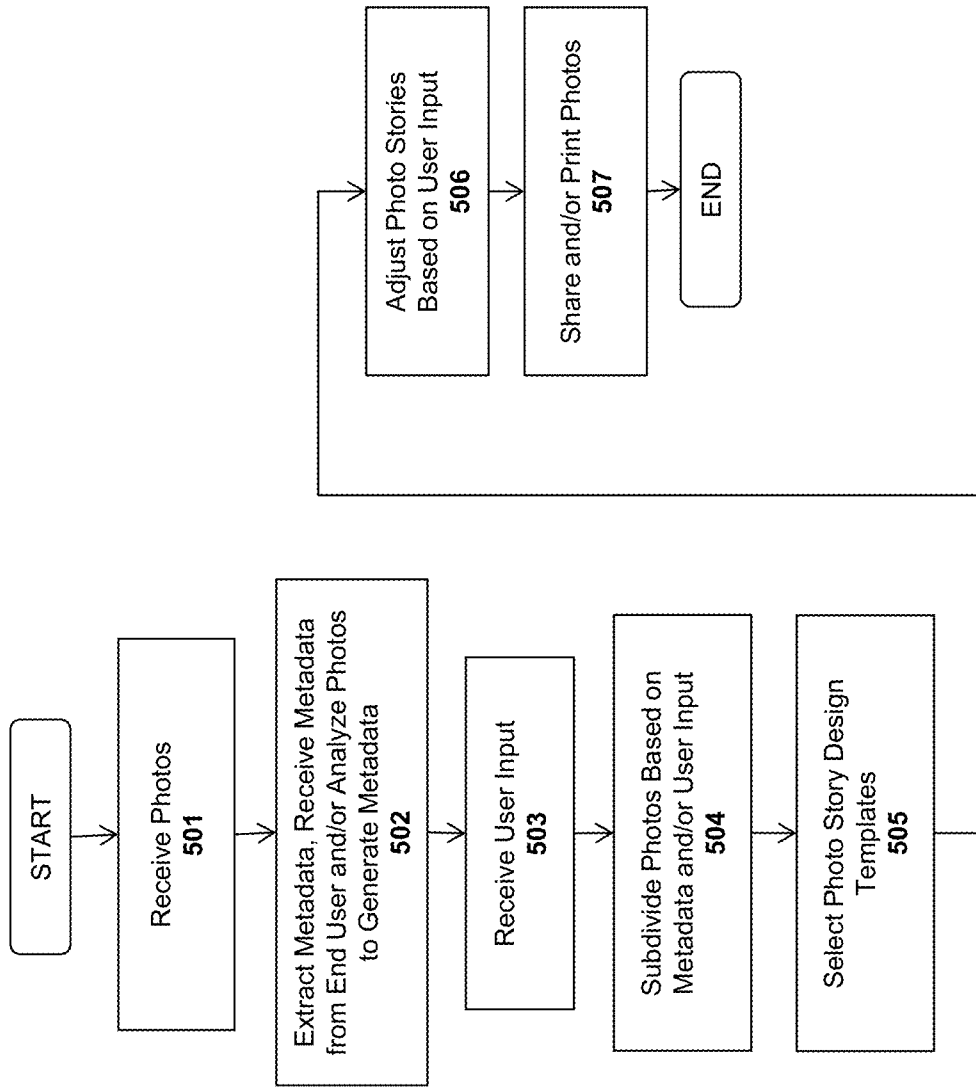 START
Receive Photos
501
Extract Metadata, Receive Metadata
from End User and/or Analyze Photos
to Generate Metadata
502
Receive User Input
503
Subdivide Photos Based on
Metadata and/or User Input
504
Select Photo Story Design
Templates
505
Adjust Photo Stories
Based on User Input
506
Share and/or Print Photos
507
END